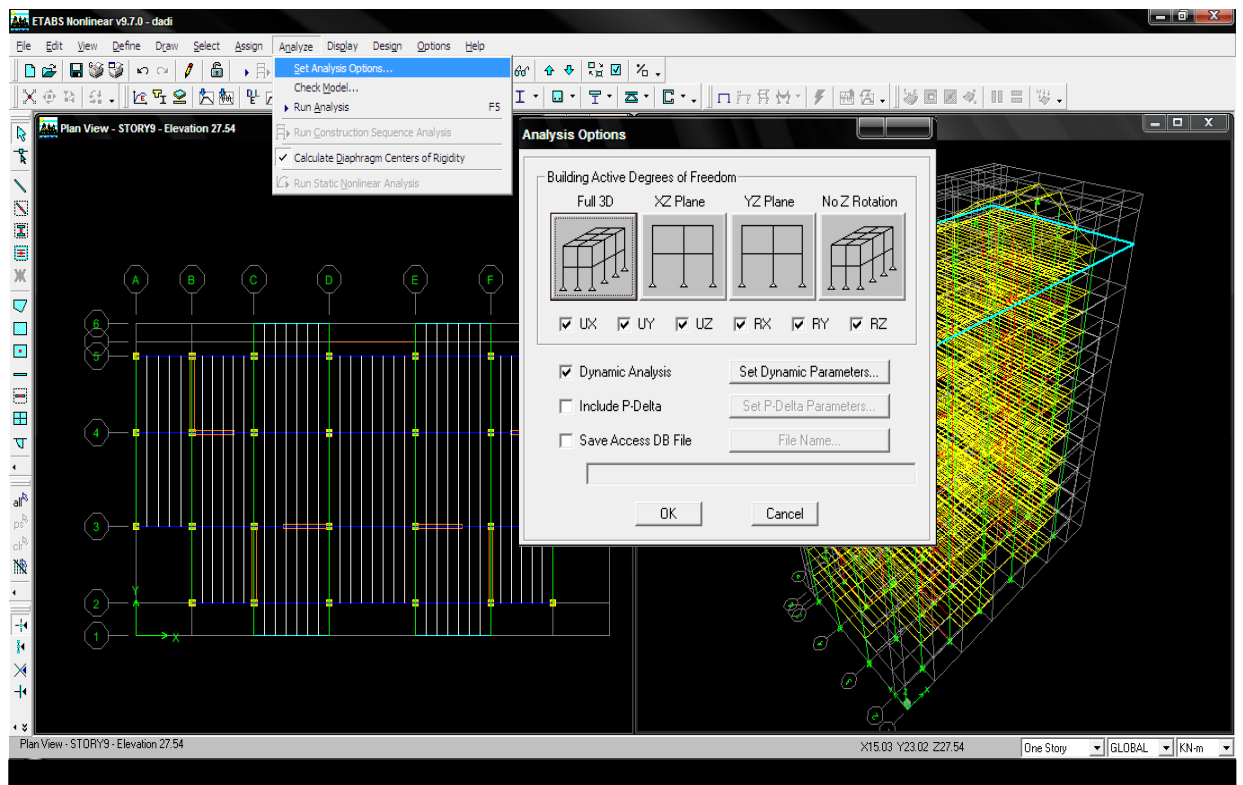 ETABS Nonlinear v9.7.0 - dadi
File Edit View Define Draw Select Assign Analyze Display Design Options Help
Set Analysis Options...
Check Model...
Run Analysis F5
Run Construction Sequence Analysis
Calculate Diaphragm Centers of Rigidity
Run Static Nonlinear Analysis
Plan View - STORY9 - Elevation 27.54
Analysis Options
Building Active Degrees of Freedom
Full 3D XZ Plane YZ Plane No Z Rotation
UX UY UZ RX RY RZ
Dynamic Analysis Set Dynamic Parameters...
Include P-Delta Set P-Delta Parameters...
Save Access DB File File Name...
OK Cancel
A B C D E F
6
5
4
3
2
1
Y
X
all
ps
clr
Z
Y X
Plan View - STORY9 - Elevation 27.54 X15.03 Y23.02 Z27.54 One Story GLOBAL KN-m